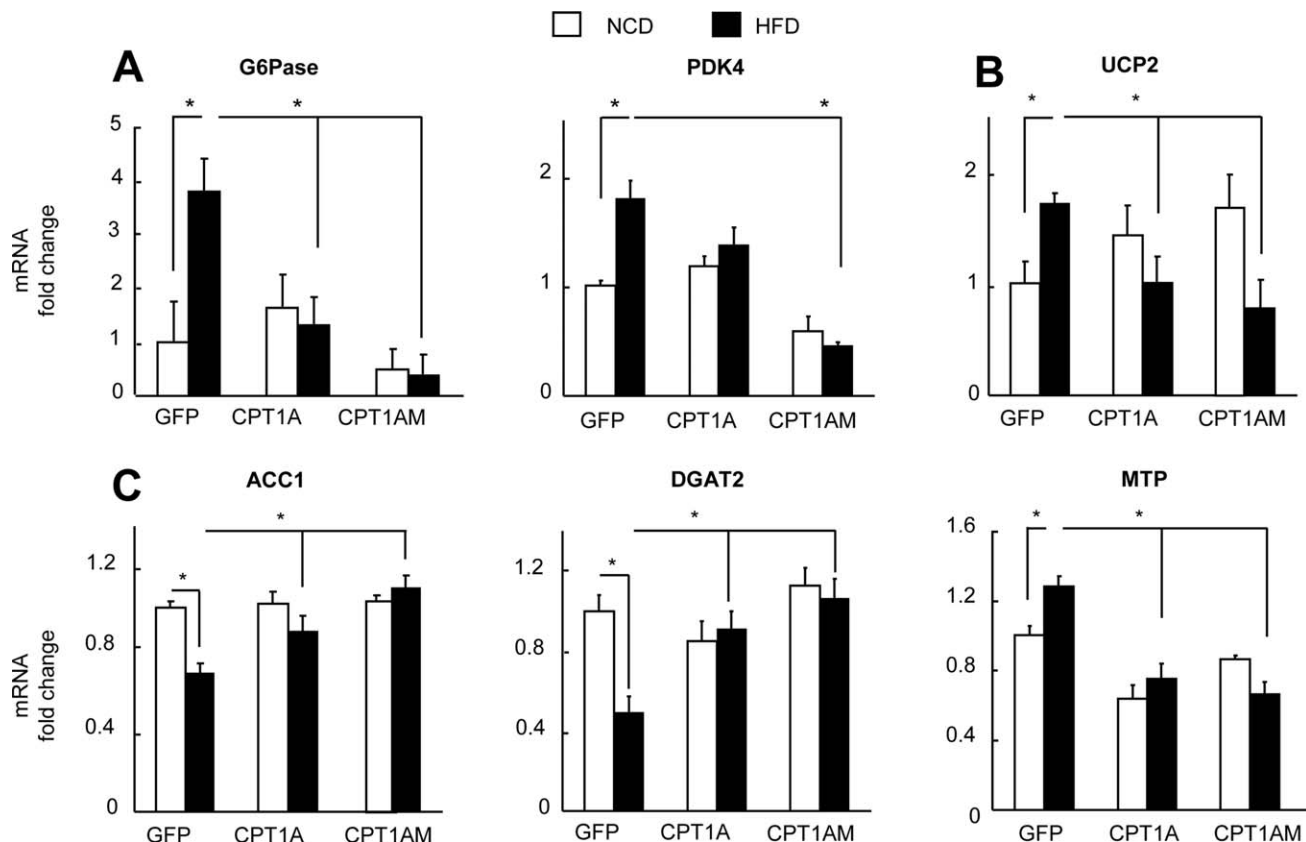 NCD HFD
A
G6Pase
PDK4
B
UCP2
* *
* *
* *
mRNA
fold change
5
4
3
2
1
0
2
1
0
2
1
0
GFP CPT1A CPT1AM
GFP CPT1A CPT1AM
GFP CPT1A CPT1AM
C
ACC1
DGAT2
MTP
* *
* *
* *
mRNA
fold change
1.2
0.8
0.4
0
1.2
0.8
0.4
0
1.6
1.2
0.8
0.4
0
GFP CPT1A CPT1AM
GFP CPT1A CPT1AM
GFP CPT1A CPT1AM